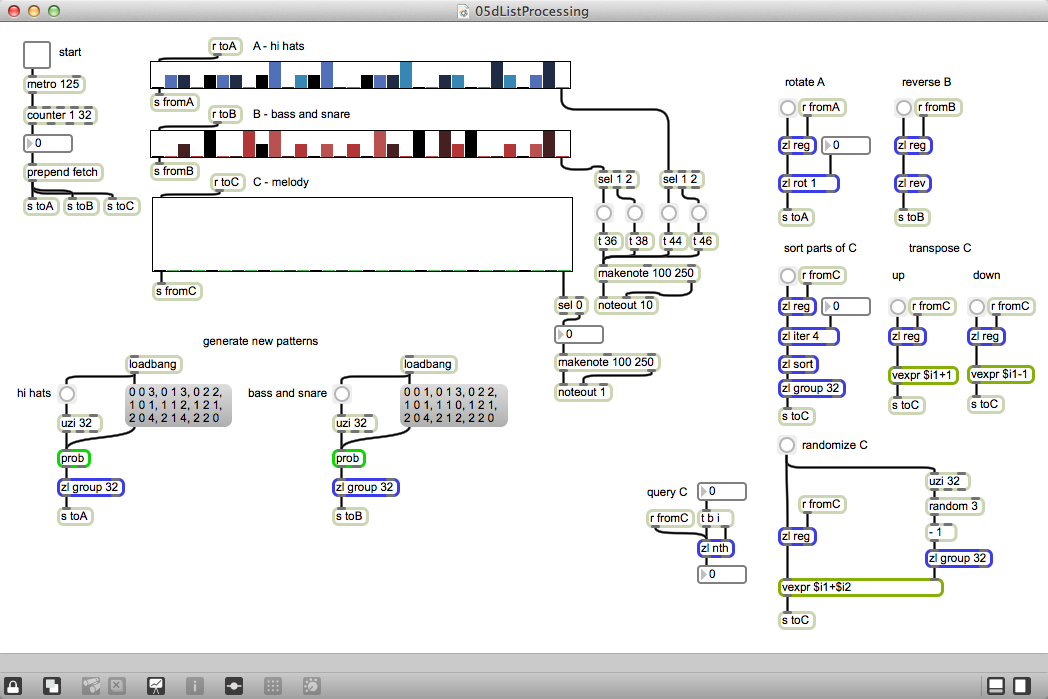 05dListProcessing
start
metro 125
counter 1 32
0
prepend fetch
s toA
s toB
s toC
r toA
A - hi hats
s fromA
r toB
B - bass and snare
s fromB
r toC
C - melody
s fromC
sel 1 2
sel 1 2
t 36
t 38
t 44
t 46
makenote 100 250
noteout 10
sel 0
0
makenote 100 250
noteout 1
generate new patterns
hi hats
loadbang
0 0 3, 0 1 3, 0 2 2,
1 0 1, 1 1 2, 1 2 1,
2 0 4, 2 1 4, 2 2 0
uzi 32
prob
zl group 32
s toA
bass and snare
loadbang
0 0 1, 0 1 3, 0 2 2,
1 0 1, 1 1 0, 1 2 1,
2 0 4, 2 1 2, 2 2 0
uzi 32
prob
zl group 32
s toB
query C
0
r fromC
t b i
zl nth
0
rotate A
r fromA
zl reg
0
zl rot 1
s toA
reverse B
r fromB
zl reg
zl rev
s toB
sort parts of C
r fromC
zl reg
0
zl iter 4
zl sort
zl group 32
s toC
transpose C
up
r fromC
zl reg
vexpr $i1+1
s toC
down
r fromC
zl reg
vexpr $i1-1
s toC
randomize C
r fromC
zl reg
uzi 32
random 3
- 1
zl group 32
vexpr $i1+$i2
s toC